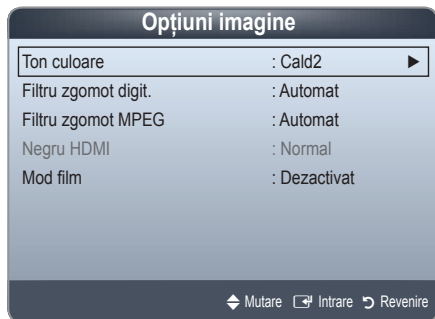 Opțiuni imagine
Ton culoare : Cald2 ►
Filtru zgomot digit. : Automat
Filtru zgomot MPEG : Automat
Negru HDMI : Normal
Mod film : Dezactivat
Mutare Intrare Revenire